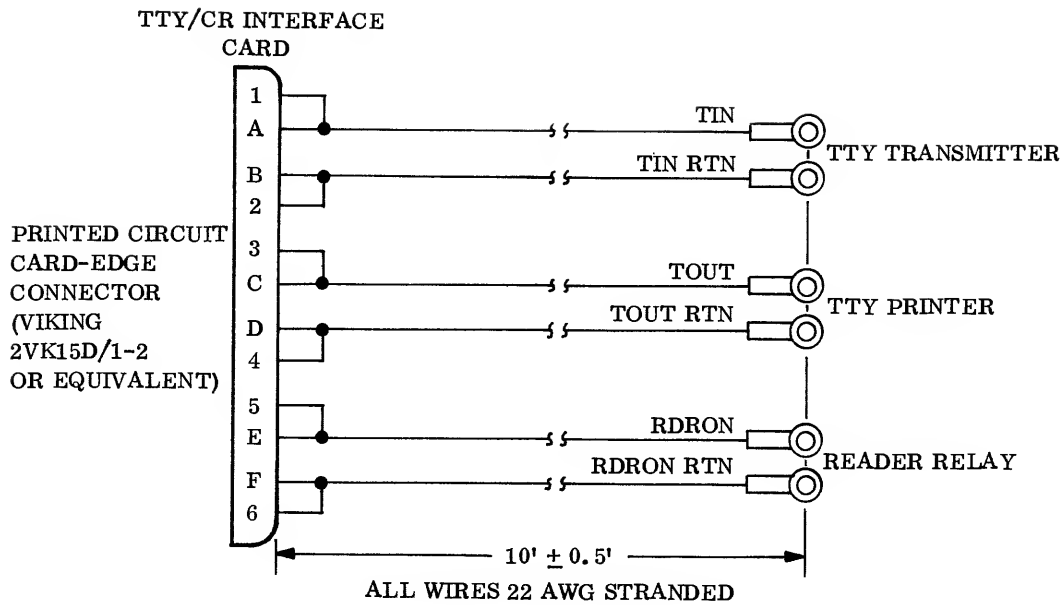 TTY/CR INTERFACE
CARD
1
A
TIN
TTY TRANSMITTER
B
TIN RTN
2
PRINTED CIRCUIT
CARD-EDGE
CONNECTOR
(VIKING
2VK15D/1-2
OR EQUIVALENT)
3
C
TOUT
TTY PRINTER
D
TOUT RTN
4
5
E
RDRON
READER RELAY
F
RDRON RTN
6
10' ± 0.5'
ALL WIRES 22 AWG STRANDED